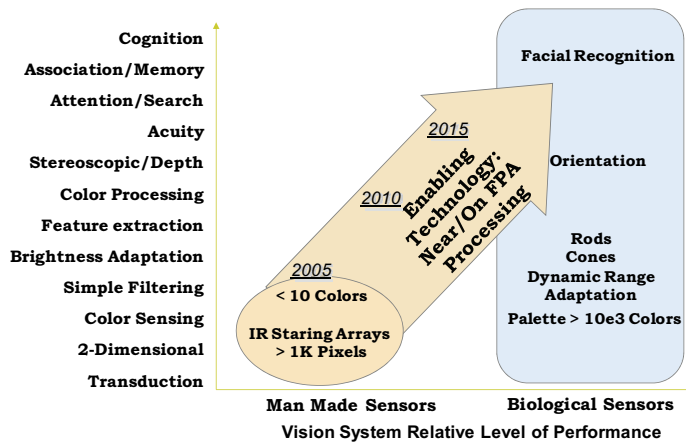 Cognition
Association/Memory
Attention/Search
Acuity
Stereoscopic/Depth
Color Processing
Feature extraction
Brightness Adaptation
Simple Filtering
Color Sensing
2-Dimensional
Transduction
2015
2010
2005
Enabling
Technology:
Near/On FPA
Processing
< 10 Colors
IR Staring Arrays
> 1K Pixels
Facial Recognition
Orientation
Rods
Cones
Dynamic Range
Adaptation
Palette > 10e3 Colors
Man Made Sensors
Biological Sensors
Vision System Relative Level of Performance